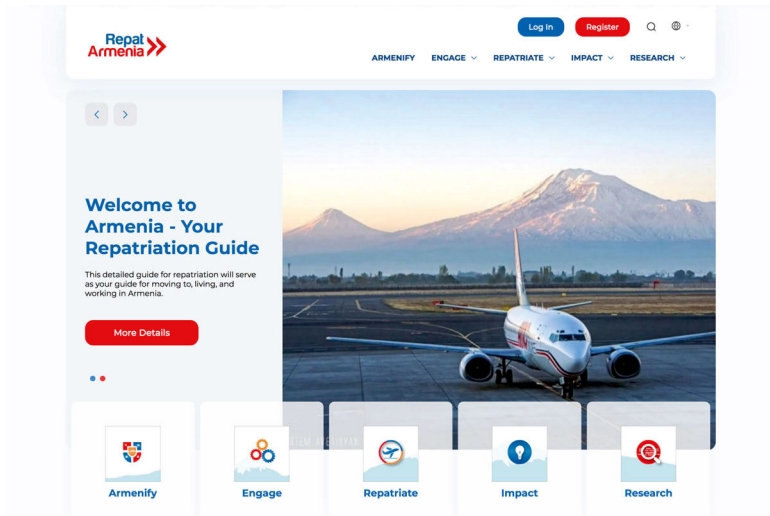 Repat
Armenia
Log In
Register
ARMENIFY
ENGAGE
REPATRIATE
IMPACT
RESEARCH
Welcome to
Armenia - Your
Repatriation Guide
This detailed guide for repatriation will serve
as your guide for moving to, living, and
working in Armenia.
More Details
Armenify
Engage
Repatriate
Impact
Research